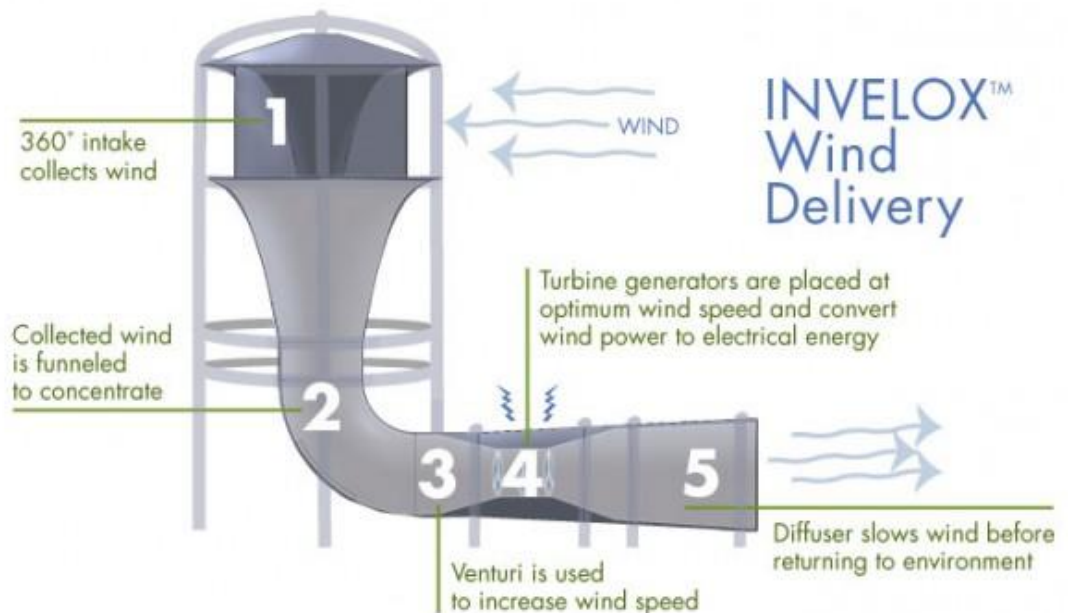 INVELOX™
Wind
Delivery
WIND
1
360° intake
collects wind
Collected wind
is funneled
to concentrate
2
Turbine generators are placed at
optimum wind speed and convert
wind power to electrical energy
3
4
5
Venturi is used
to increase wind speed
Diffuser slows wind before
returning to environment